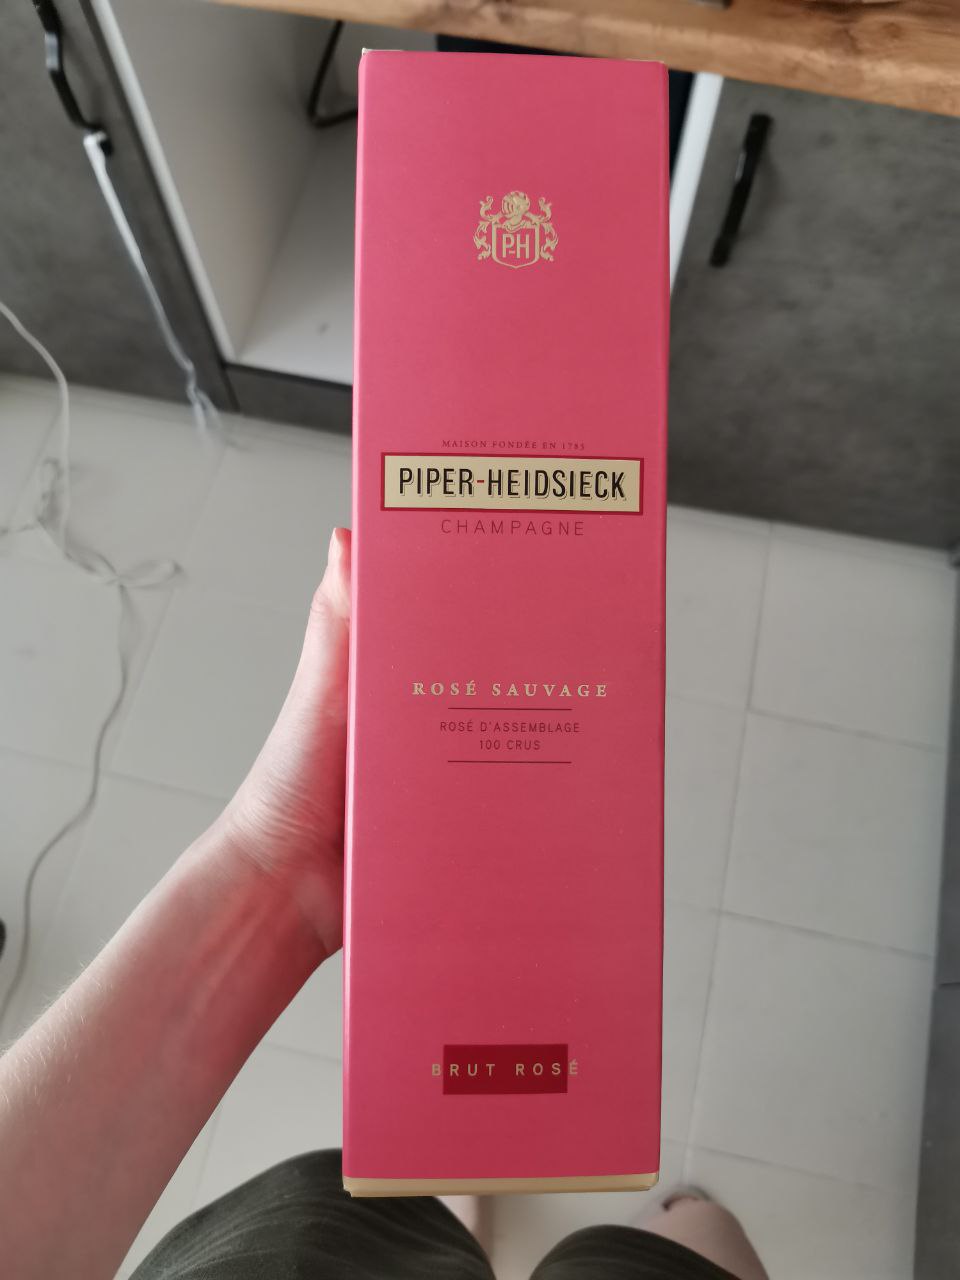 P-H
MAISON FONDÉE EN 1785
PIPER-HEIDSIECK
CHAMPAGNE
ROSÉ SAUVAGE
ROSÉ D'ASSEMBLAGE
100 CRUS
BRUT ROSÉ